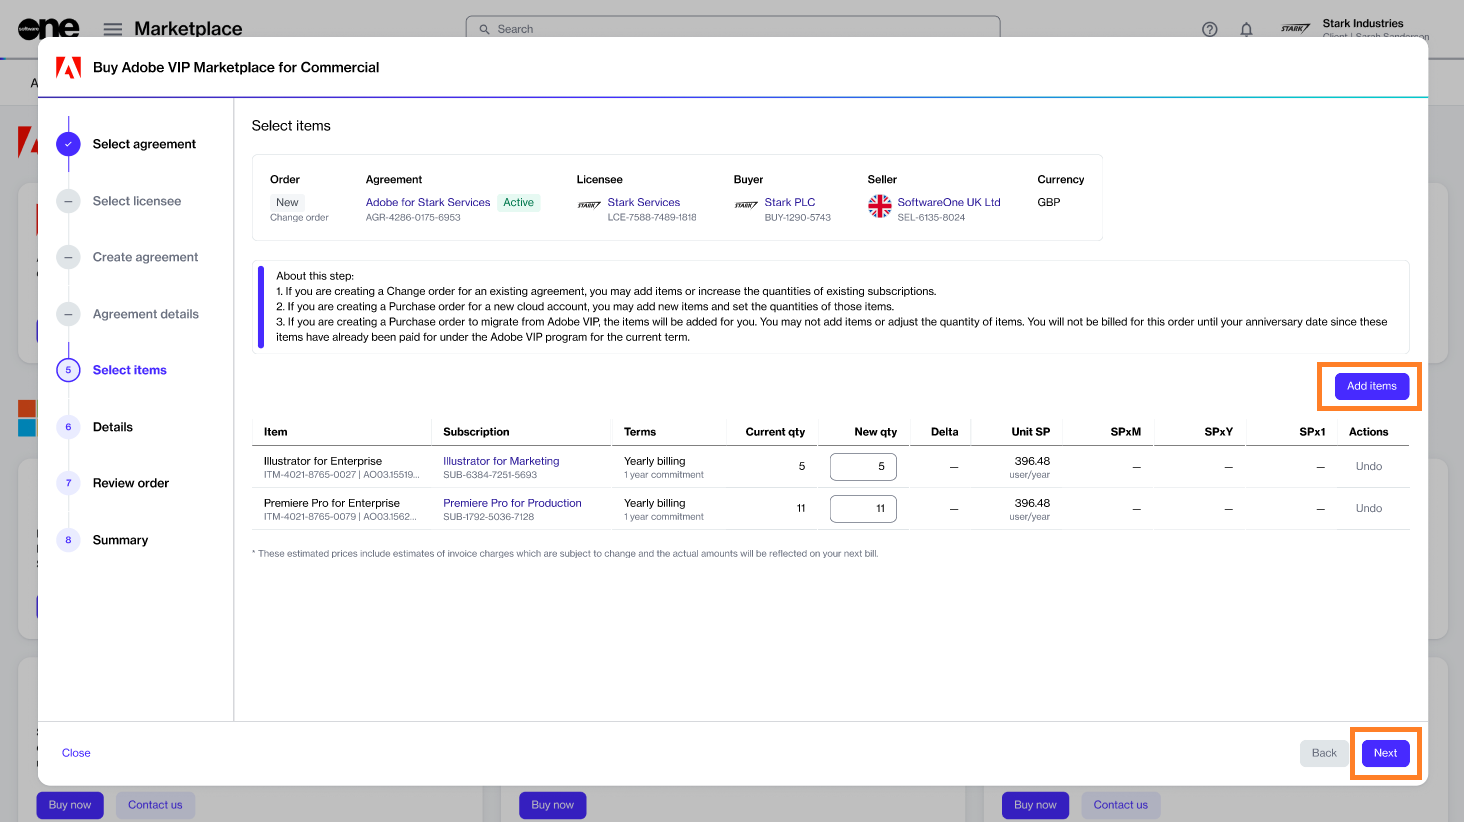 software one
Marketplace
Search
STARK
Stark Industries
Client | Sarah Sanderson
A
Buy Adobe VIP Marketplace for Commercial
Select agreement
Select licensee
Create agreement
Agreement details
5 Select items
6 Details
7 Review order
8 Summary
Select items
Order Agreement Licensee Buyer Seller Currency
New Adobe for Stark Services Active STARK Stark Services STARK Stark PLC SoftwareOne UK Ltd GBP
Change order AGR-4286-0175-6953 LCE-7588-7489-1818 BUY-1290-5743 SEL-6135-8024
About this step:
1. If you are creating a Change order for an existing agreement, you may add items or increase the quantities of existing subscriptions.
2. If you are creating a Purchase order for a new cloud account, you may add new items and set the quantities of those items.
3. If you are creating a Purchase order to migrate from Adobe VIP, the items will be added for you. You may not add items or adjust the quantity of items. You will not be billed for this order until your anniversary date since these
items have already been paid for under the Adobe VIP program for the current term.
Add items
Item Subscription Terms Current qty New qty Delta Unit SP SPxM SPxY SPx1 Actions
Illustrator for Enterprise Illustrator for Marketing Yearly billing 5 5 — 396.48 — — — Undo
ITM-4021-8765-0027 | AO03.15519... SUB-6384-7251-5693 1 year commitment user/year
Premiere Pro for Enterprise Premiere Pro for Production Yearly billing 11 11 — 396.48 — — — Undo
ITM-4021-8765-0079 | AO03.1562... SUB-1792-5036-7128 1 year commitment user/year
* These estimated prices include estimates of invoice charges which are subject to change and the actual amounts will be reflected on your next bill.
Close Back Next
Buy now Contact us Buy now Buy now Contact us